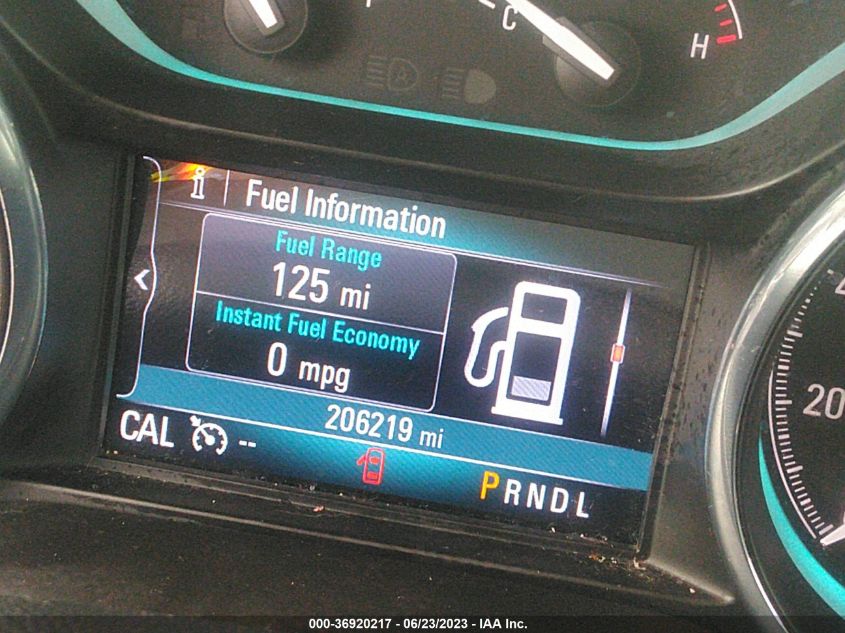 C
H
i
Fuel Information
Fuel Range
125 mi
Instant Fuel Economy
0 mpg
206219 mi
CAL --
PRNDL
20
000-36920217 - 06/23/2023 - IAA Inc.